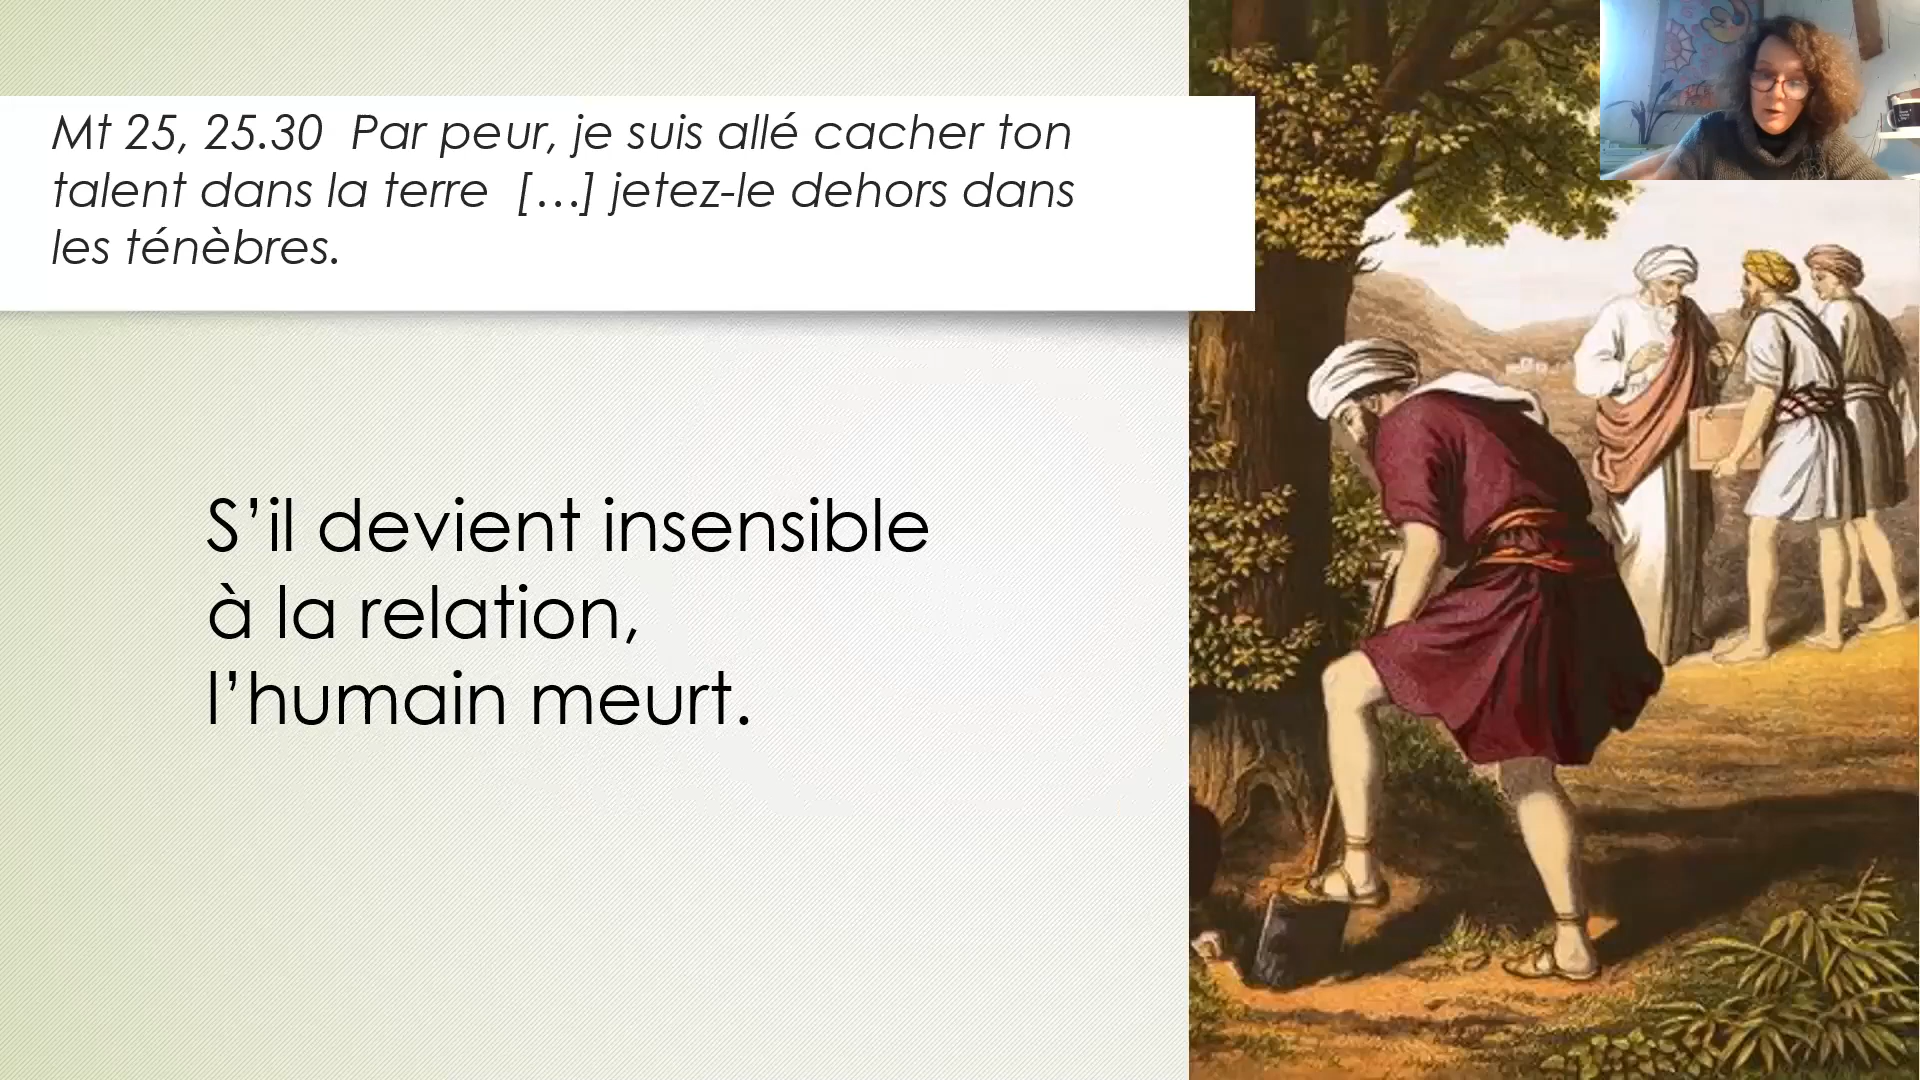 Mt 25, 25.30  Par peur, je suis allé cacher ton
talent dans la terre  […] jetez-le dehors dans
les ténèbres.
S’il devient insensible
à la relation,
l’humain meurt.